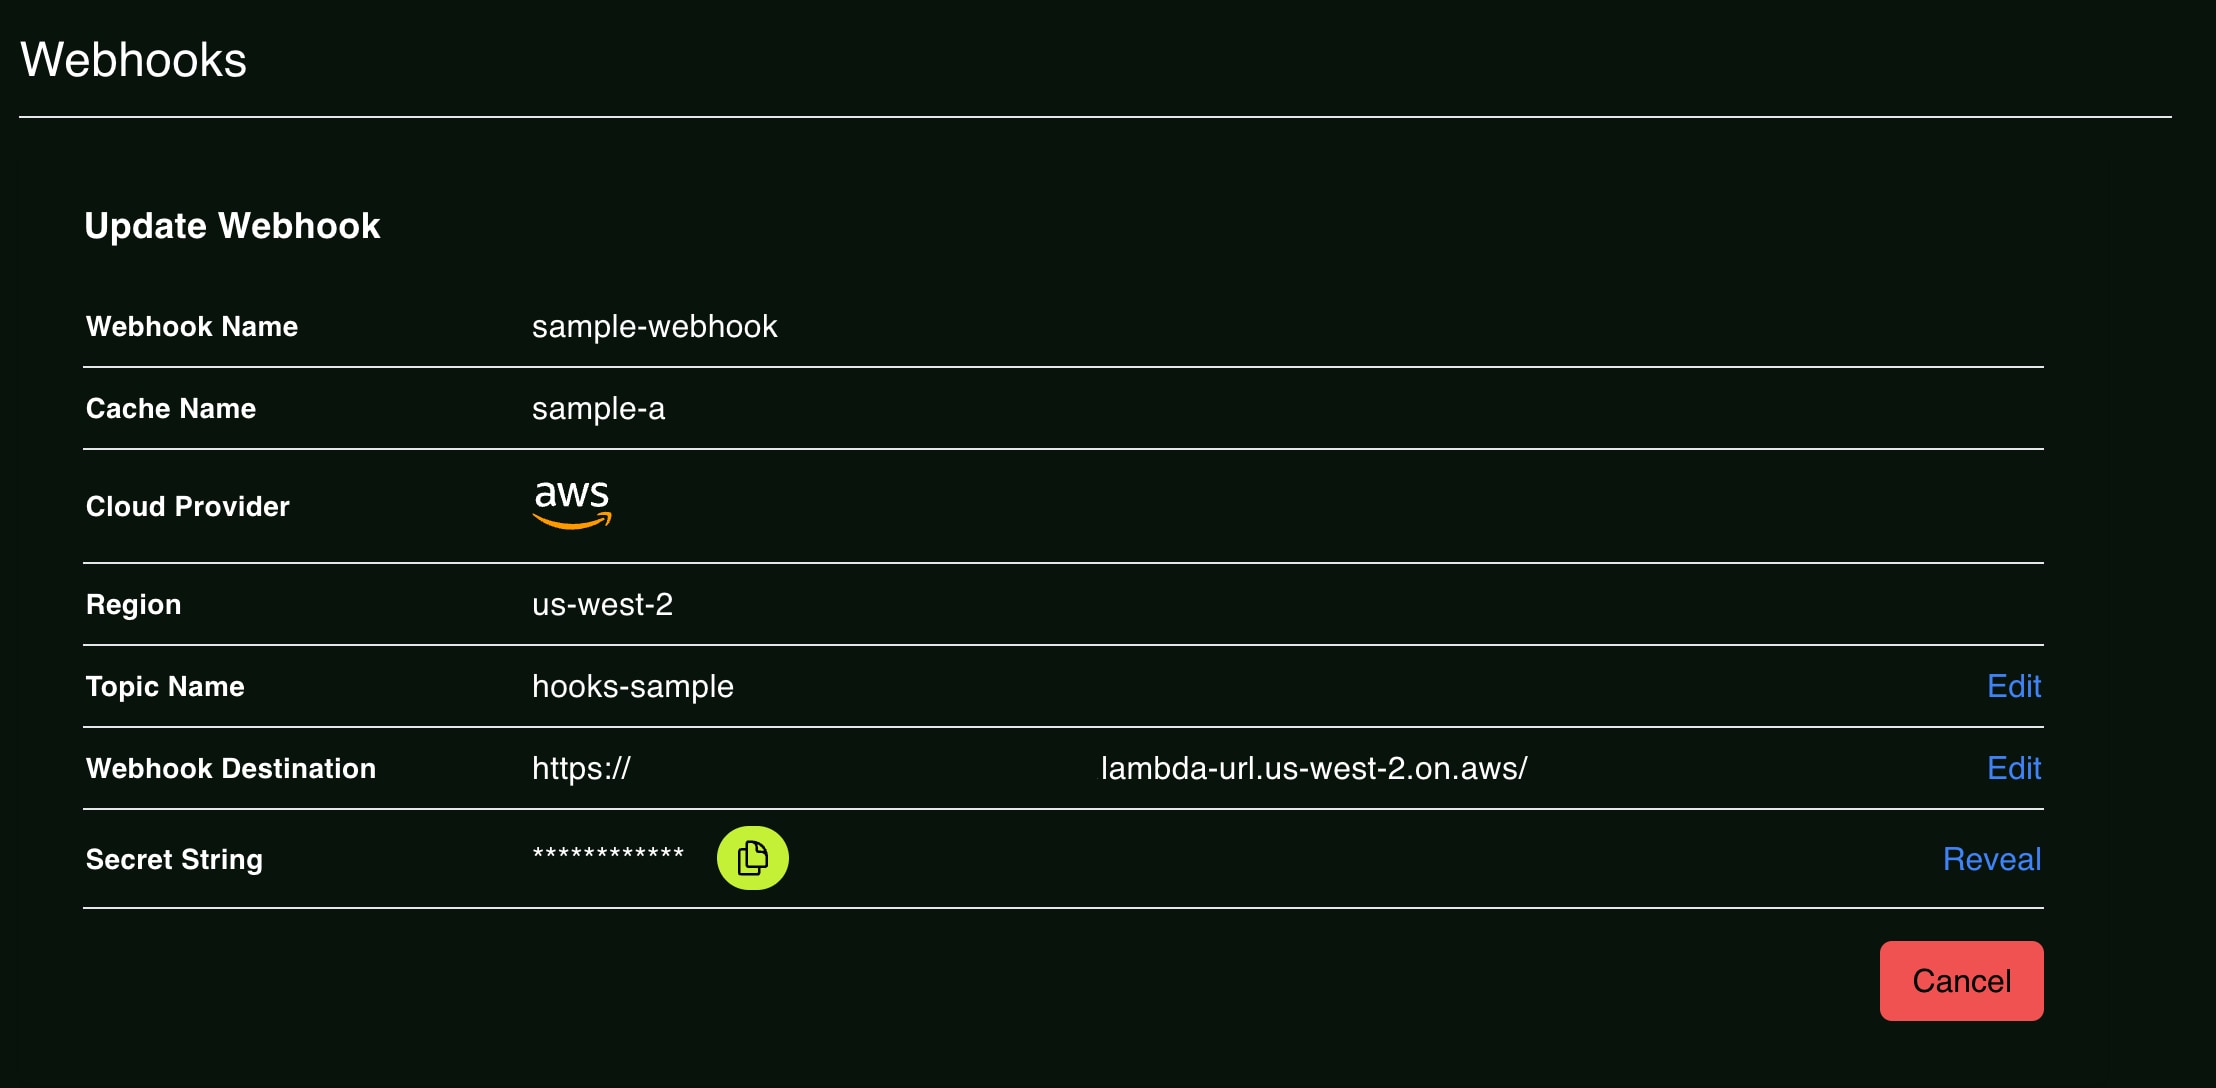 Webhooks
Update Webhook
Webhook Name sample-webhook
Cache Name sample-a
Cloud Provider aws
Region us-west-2
Topic Name hooks-sample Edit
Webhook Destination https:// lambda-url.us-west-2.on.aws/ Edit
Secret String ************ Reveal
Cancel